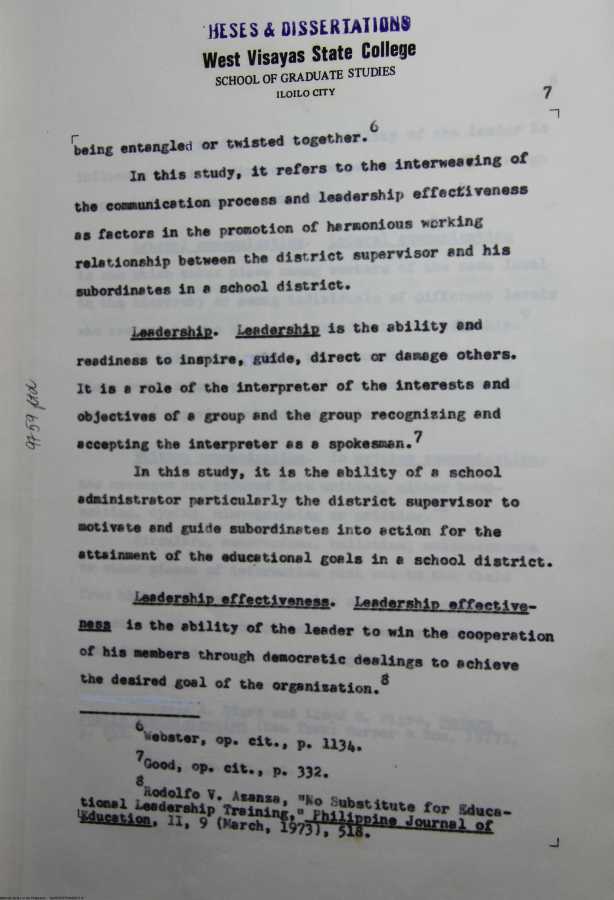 HESES & DISSERTATIONS
West Visayas State College
SCHOOL OF GRADUATE STUDIES
ILOILO CITY
7
being entangled or twisted together.6
In this study, it refers to the interweaving of
the communication process and leadership effectiveness
as factors in the promotion of harmonious working
relationship between the district supervisor and his
subordinates in a school district.
Leadership. Leadership is the ability and
readiness to inspire, guide, direct or damage others.
It is a role of the interpreter of the interests and
objectives of a group and the group recognizing and
accepting the interpreter as a spokesman.7
In this study, it is the ability of a school
administrator particularly the district supervisor to
motivate and guide subordinates into action for the
attainment of the educational goals in a school district.
Leadership effectiveness. Leadership effective-
ness is the ability of the leader to win the cooperation
of his members through democratic dealings to achieve
the desired goal of the organization.8
6Webster, op. cit., p. 1134.
7Good, op. cit., p. 332.
8Rodolfo V. Asanza, "No Substitute for Educa-
tional Leadership Training," Philippine Journal of
Education, II, 9 (March, 1973), 518.